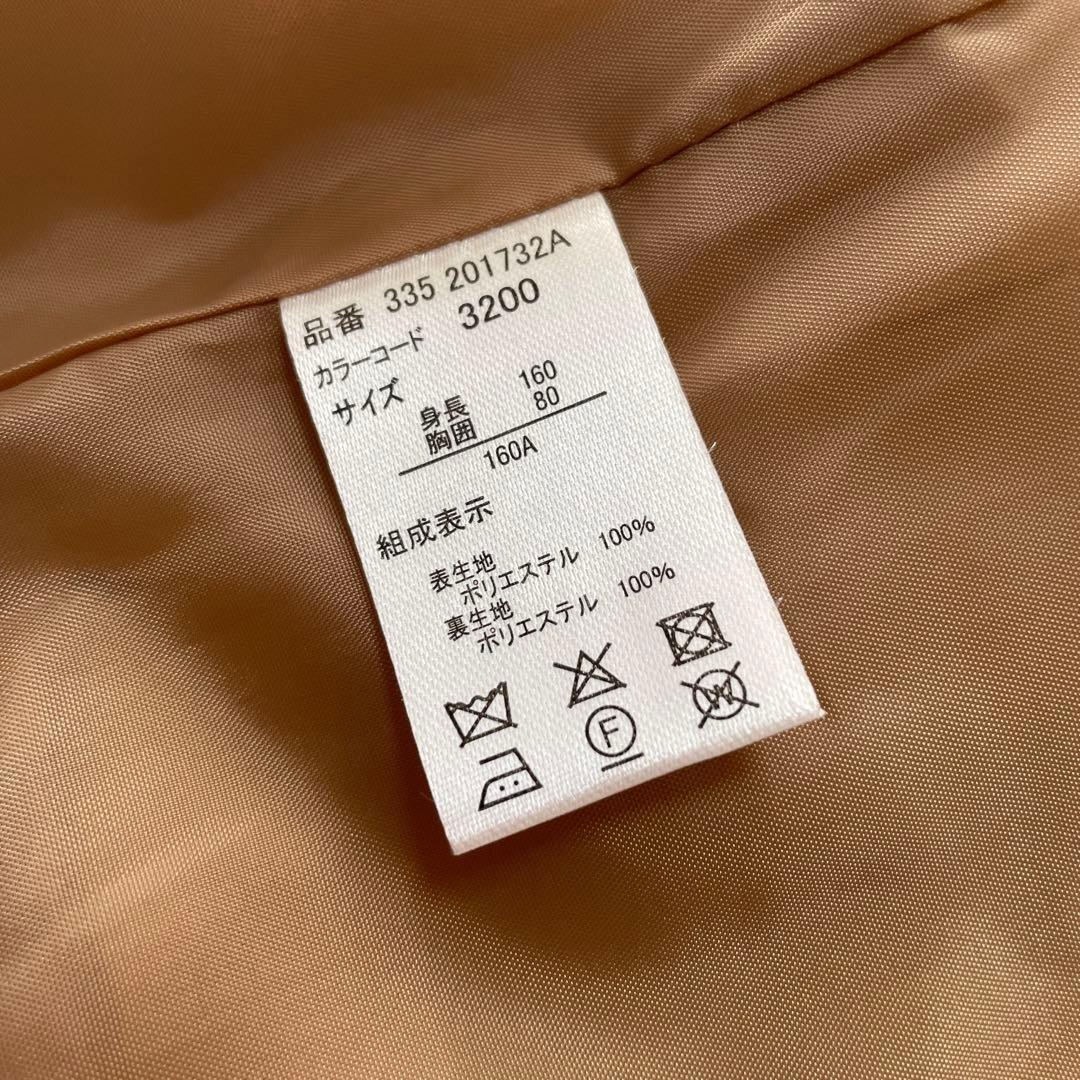 品番 335 201732A
カラーコード 3200
サイズ
身長 160
胸囲 80
160A
組成表示
表生地
ポリエステル 100%
裏生地
ポリエステル 100%
F
W